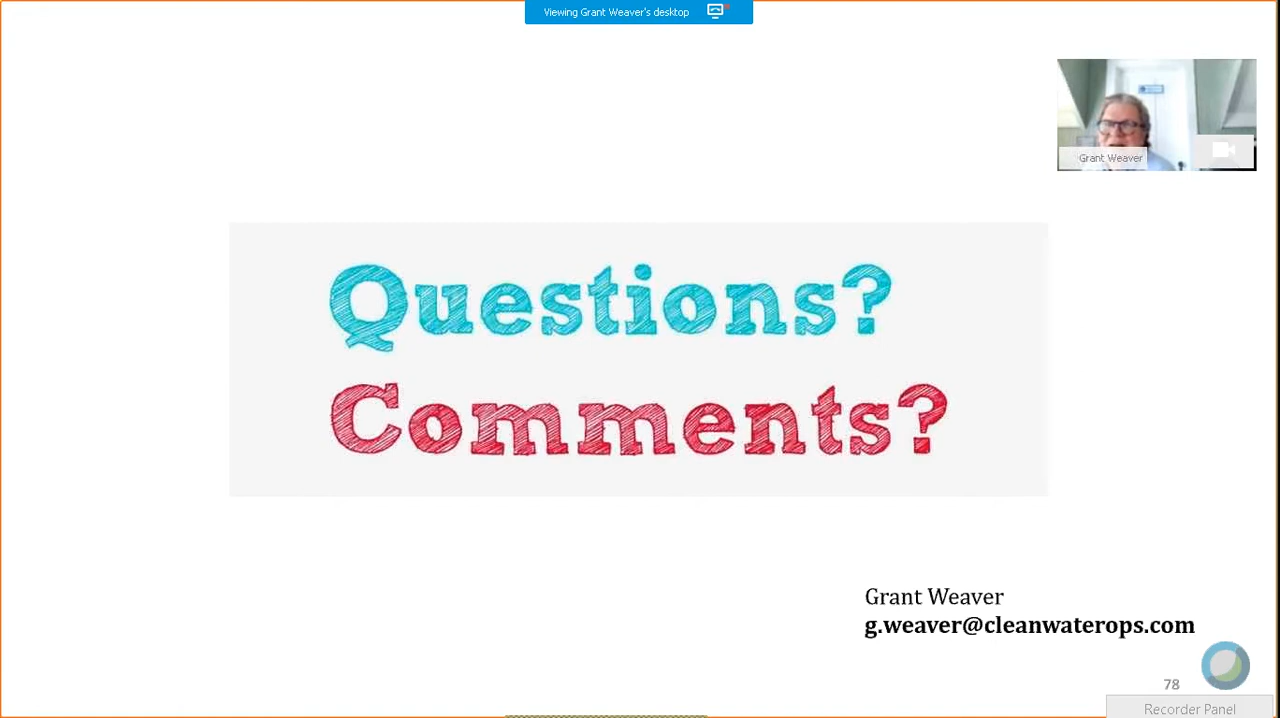 Viewing Grant Weaver's desktop
Grant Weaver
Questions?
Comments?
Grant Weaver
g.weaver@cleanwaterops.com
78
Recorder Panel